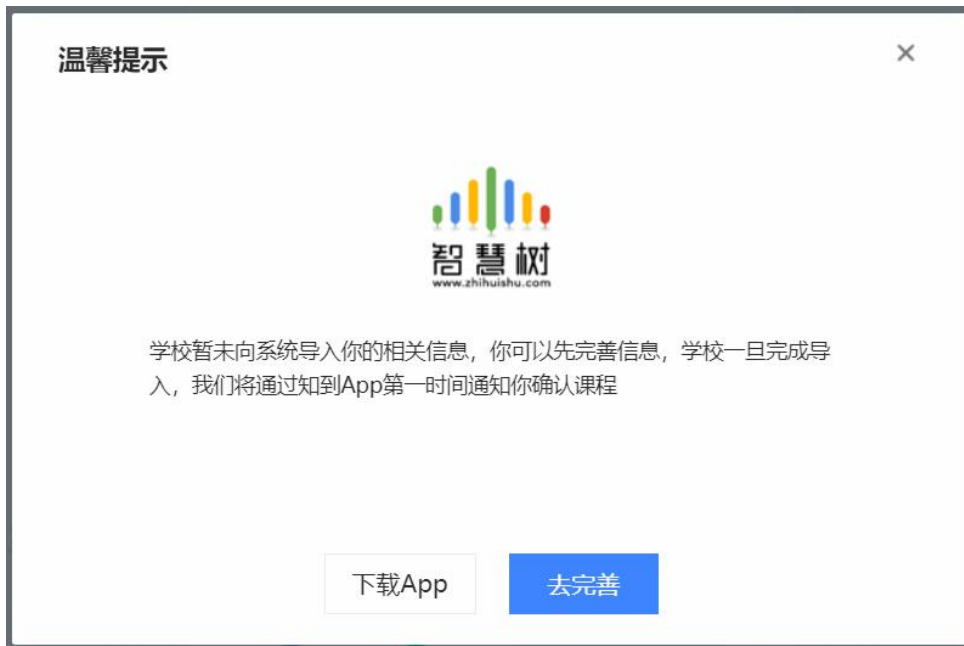 温馨提示
智慧树
www.zhihuishu.com
学校暂未向系统导入你的相关信息，你可以先完善信息，学校一旦完成导
入，我们将通过知到App第一时间通知你确认课程
下载App
去完善